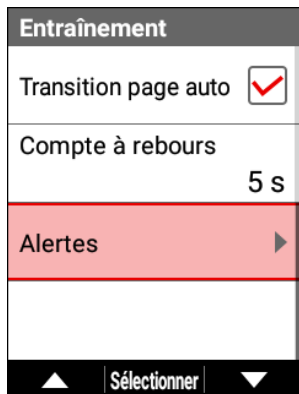 Entraînement
Transition page auto
Compte à rebours
5 s
Alertes
Sélectionner